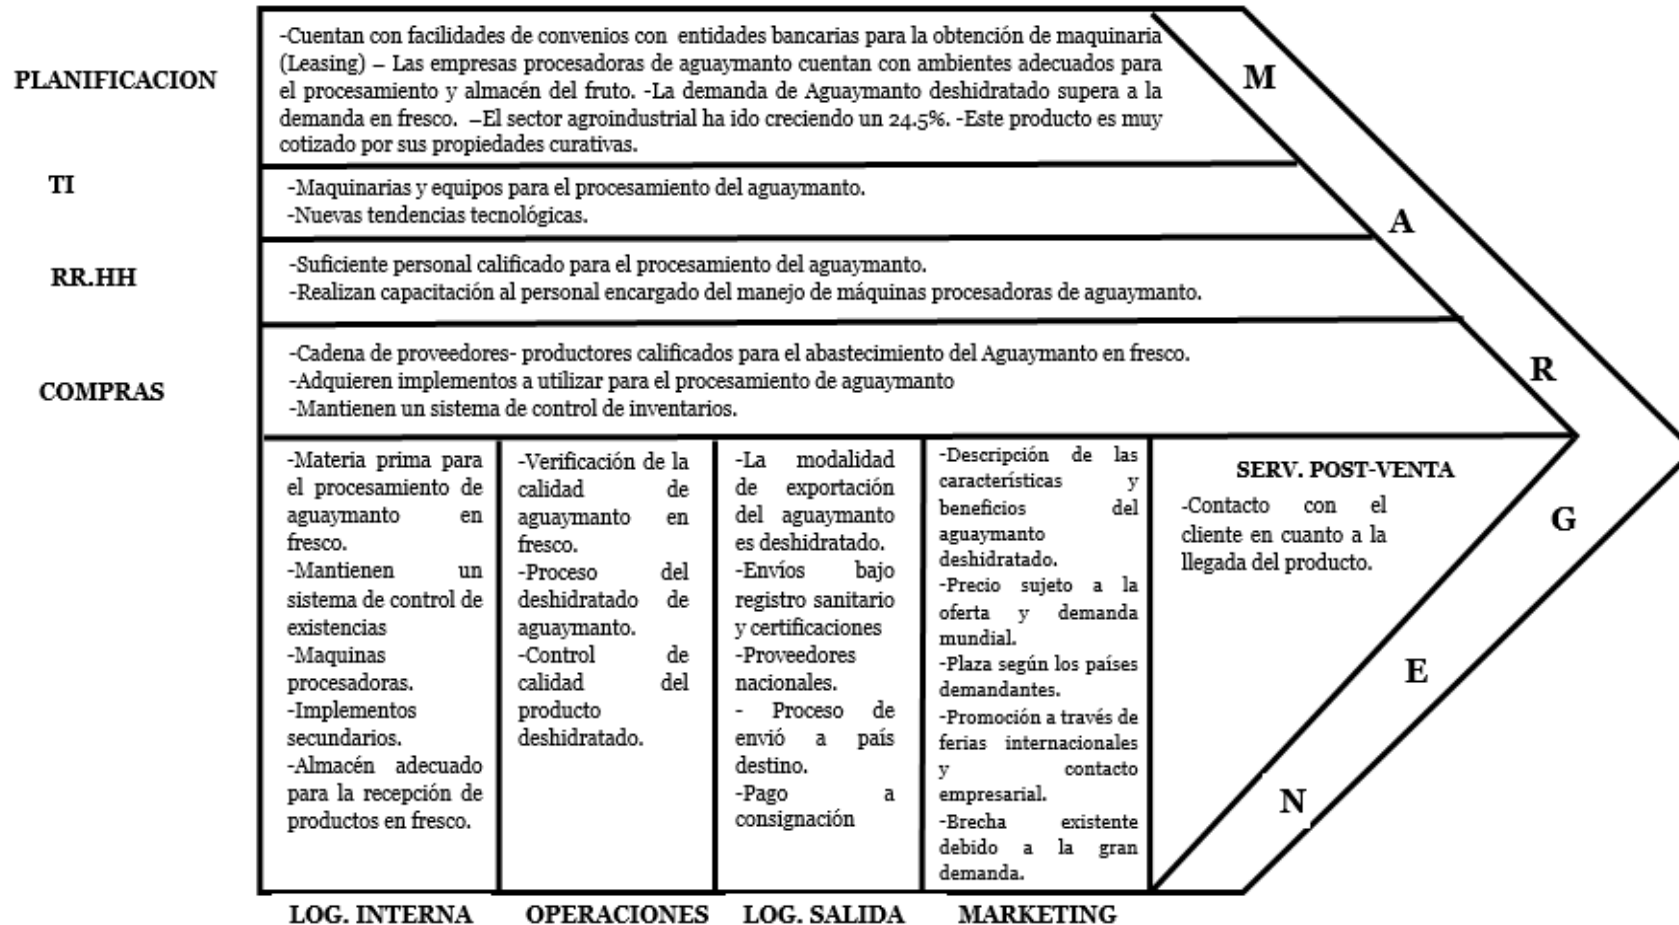 PLANIFICACION
-Cuentan con facilidades de convenios con entidades bancarias para la obtención de maquinaria
(Leasing) – Las empresas procesadoras de aguaymanto cuentan con ambientes adecuados para
el procesamiento y almacén del fruto. -La demanda de Aguaymanto deshidratado supera a la
demanda en fresco. –El sector agroindustrial ha ido creciendo un 24.5%. -Este producto es muy
cotizado por sus propiedades curativas.
TI
-Maquinarias y equipos para el procesamiento del aguaymanto.
-Nuevas tendencias tecnológicas.
RR.HH
-Suficiente personal calificado para el procesamiento del aguaymanto.
-Realizan capacitación al personal encargado del manejo de máquinas procesadoras de aguaymanto.
COMPRAS
-Cadena de proveedores- productores calificados para el abastecimiento del Aguaymanto en fresco.
-Adquieren implementos a utilizar para el procesamiento de aguaymanto
-Mantienen un sistema de control de inventarios.
-Materia prima para
el procesamiento de
aguaymanto en
fresco.
-Mantienen un
sistema de control de
existencias
-Maquinas
procesadoras.
-Implementos
secundarios.
-Almacén adecuado
para la recepción de
productos en fresco.
LOG. INTERNA
-Verificación de la
calidad de
aguaymanto en
fresco.
-Proceso del
deshidratado de
aguaymanto.
-Control de
calidad del
producto
deshidratado.
OPERACIONES
-La modalidad
de exportación
del aguaymanto
es deshidratado.
-Envíos bajo
registro sanitario
y certificaciones
-Proveedores
nacionales.
- Proceso de
envió a país
destino.
-Pago a
consignación
LOG. SALIDA
-Descripción de las
características y
beneficios del
aguaymanto
deshidratado.
-Precio sujeto a la
oferta y demanda
mundial.
-Plaza según los países
demandantes.
-Promoción a través de
ferias internacionales
y contacto
empresarial.
-Brecha existente
debido a la gran
demanda.
MARKETING
SERV. POST-VENTA
-Contacto con el
cliente en cuanto a la
llegada del producto.
M
A
R
G
E
N